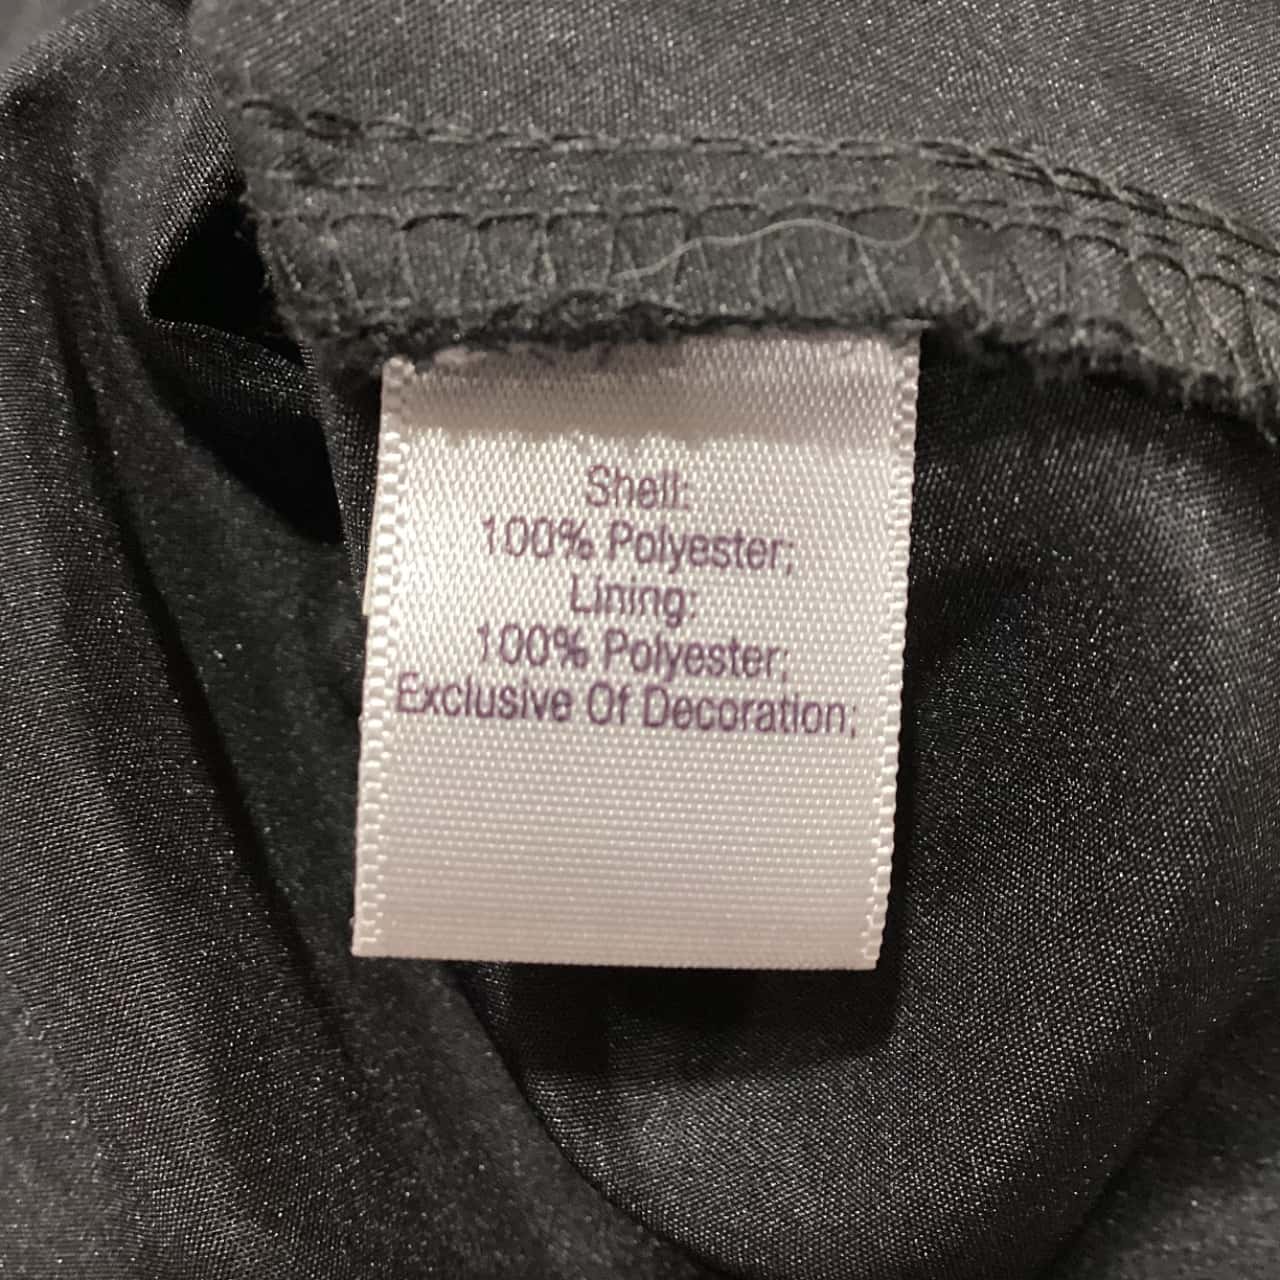 Shell:
100% Polyester;
Lining:
100% Polyester;
Exclusive Of Decoration;